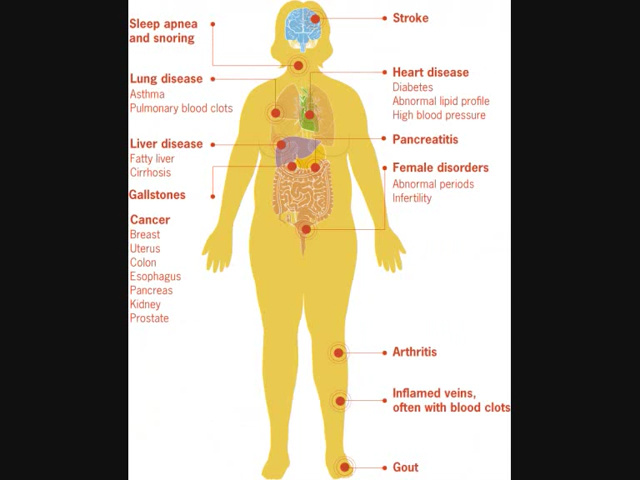 Sleep apnea
and snoring
Lung disease
Asthma
Pulmonary blood clots
Liver disease
Fatty liver
Cirrhosis
Gallstones
Cancer
Breast
Uterus
Colon
Esophagus
Pancreas
Kidney
Prostate
Stroke
Heart disease
Diabetes
Abnormal lipid profile
High blood pressure
Pancreatitis
Female disorders
Abnormal periods
Infertility
Arthritis
Inflamed veins,
often with blood clots
Gout